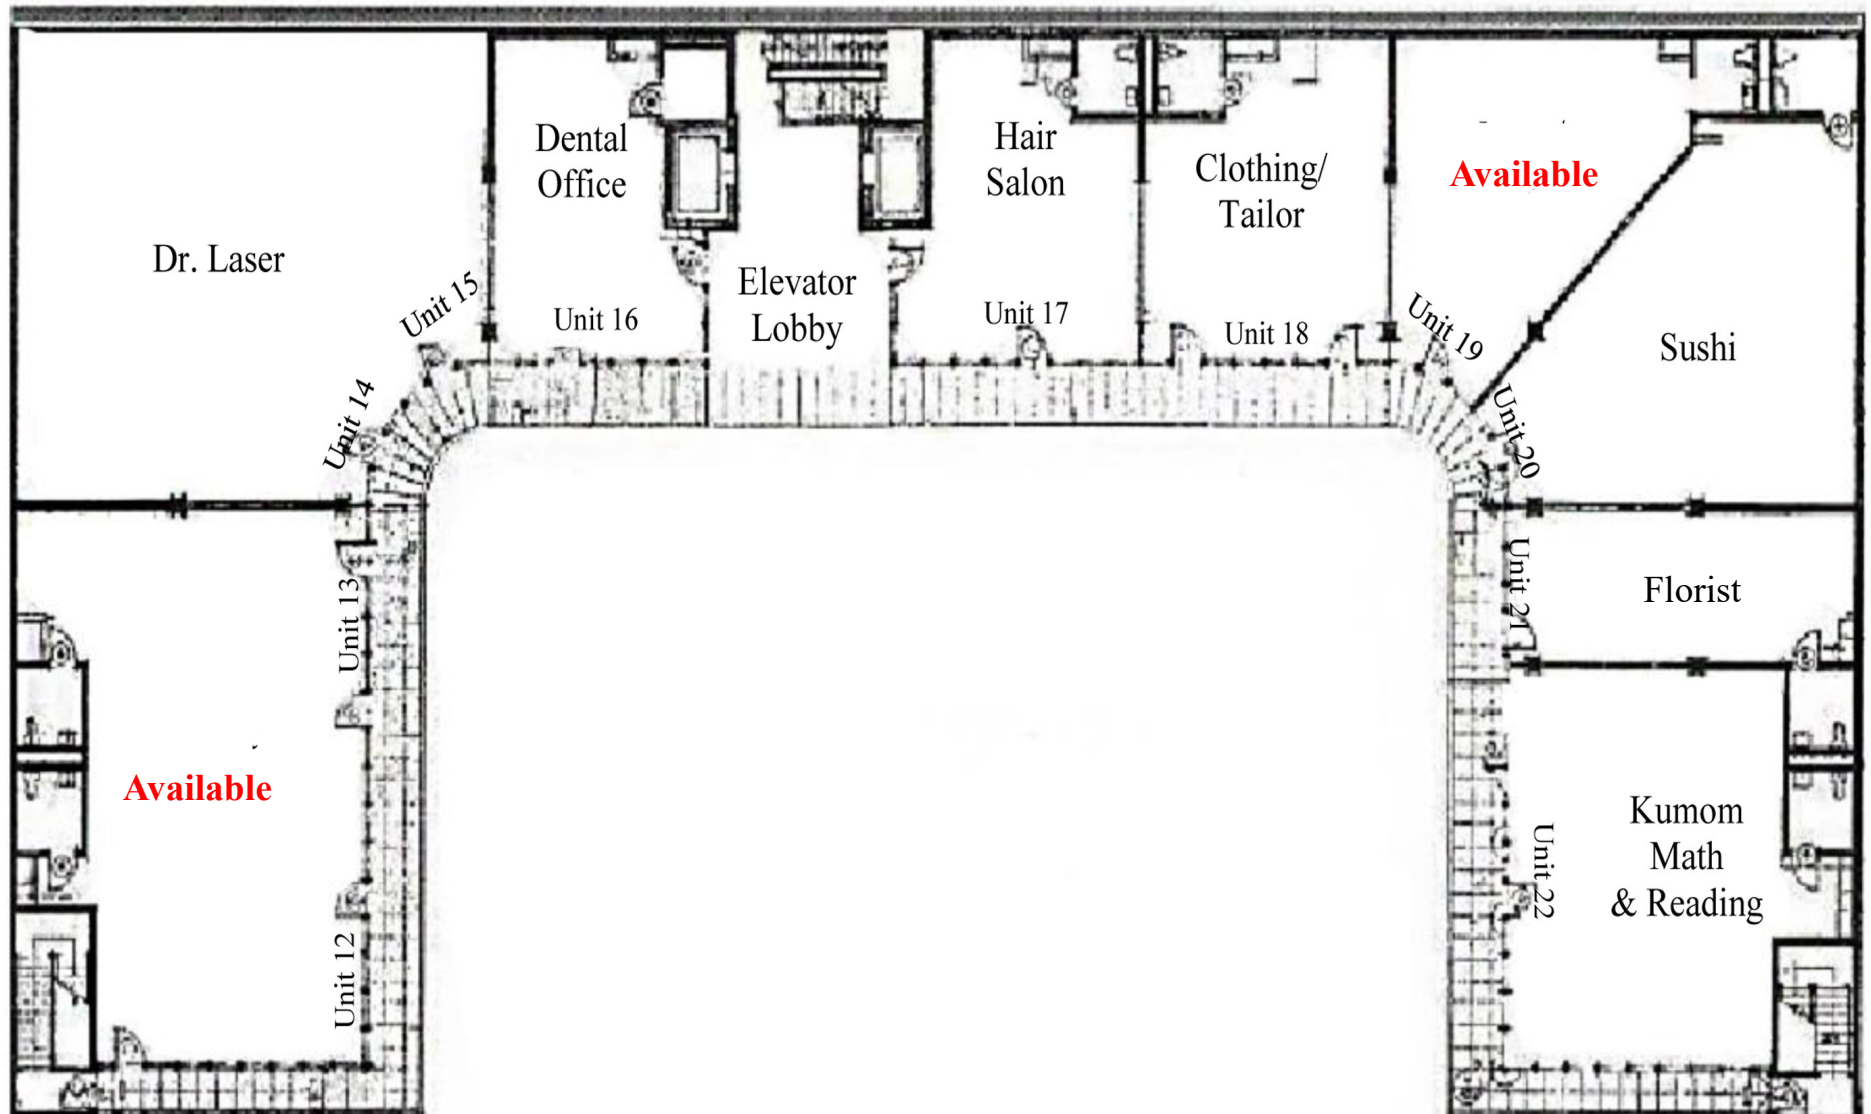 Dental
Office
Hair
Salon
Clothing/
Tailor
Available
Dr. Laser
Unit 15
Unit 16
Elevator
Lobby
Unit 17
Unit 18
Unit 19
Sushi
Unit 14
Unit 20
Unit 13
Unit 21
Florist
Available
Unit 12
Unit 22
Kumom
Math
& Reading